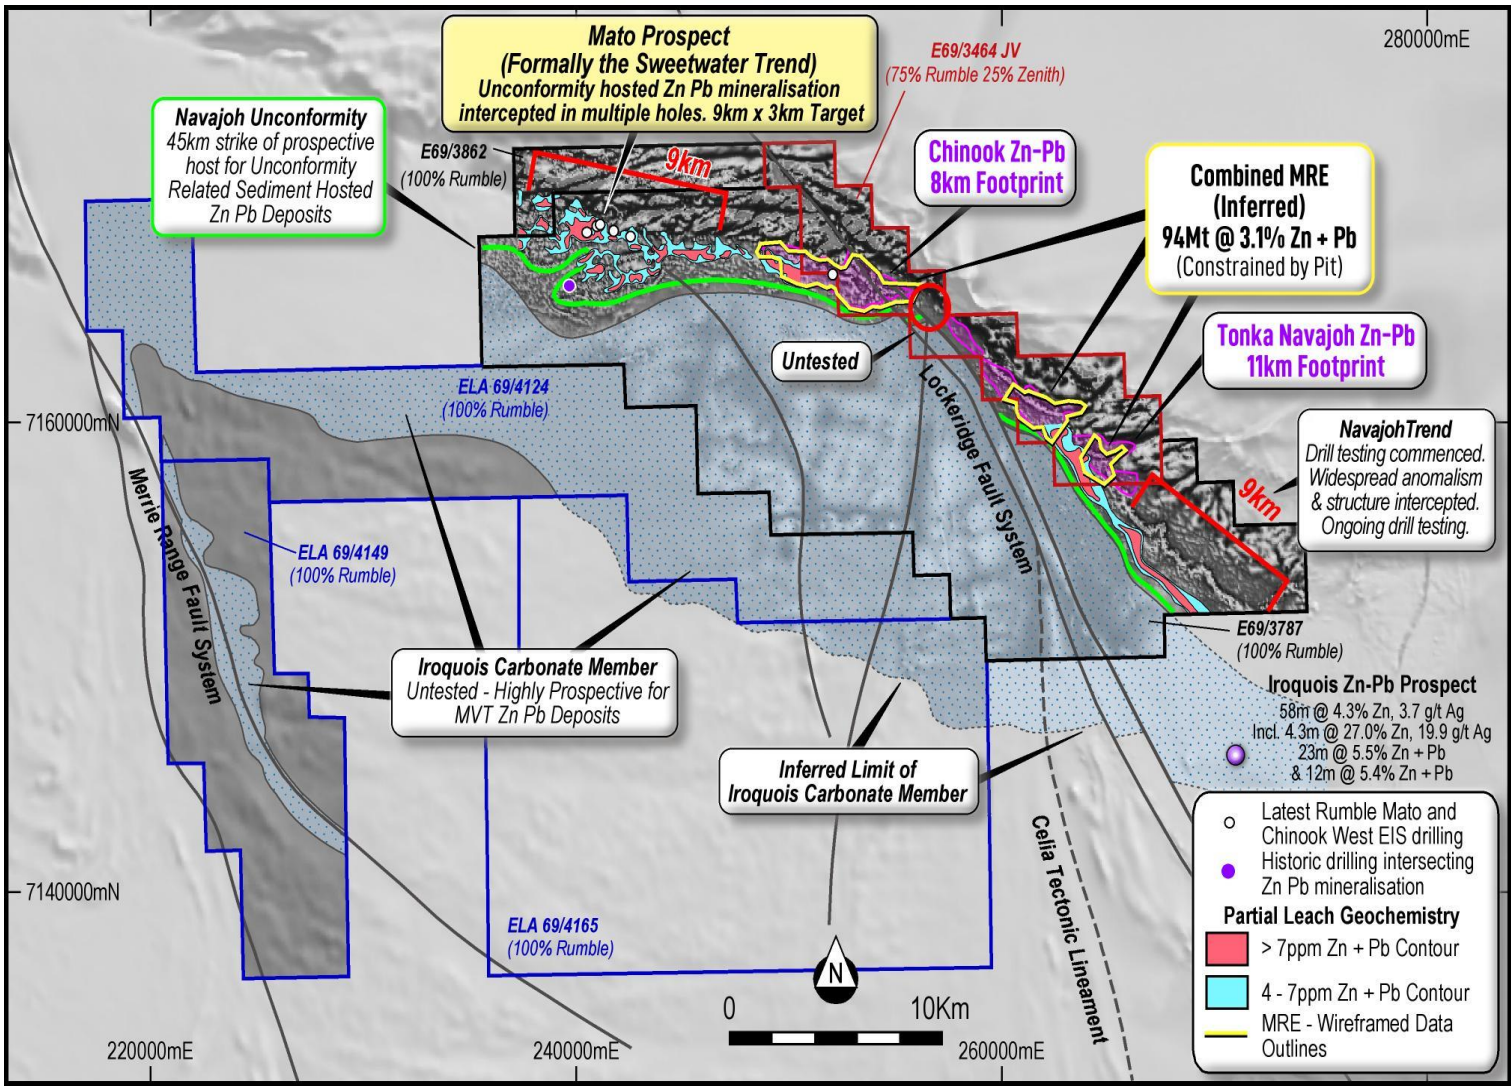 280000mE
Mato Prospect
(Formally the Sweetwater Trend)
Unconformity hosted Zn Pb mineralisation
intercepted in multiple holes. 9km x 3km Target
E69/3464 JV
(75% Rumble 25% Zenith)
Navajoh Unconformity
45km strike of prospective
host for Unconformity
Related Sediment Hosted
Zn Pb Deposits
E69/3862
(100% Rumble)
9km
Chinook Zn-Pb
8km Footprint
Combined MRE
(Inferred)
94Mt @ 3.1% Zn + Pb
(Constrained by Pit)
Tonka Navajoh Zn-Pb
11km Footprint
Untested
ELA 69/4124
(100% Rumble)
7160000mN
Lockeridge Fault System
NavajohTrend
Drill testing commenced.
Widespread anomalism
& structure intercepted.
Ongoing drill testing.
9km
Merrie Range Fault System
ELA 69/4149
(100% Rumble)
E69/3787
(100% Rumble)
Iroquois Carbonate Member
Untested - Highly Prospective for
MVT Zn Pb Deposits
Iroquois Zn-Pb Prospect
58m @ 4.3% Zn, 3.7 g/t Ag
Incl. 4.3m @ 27.0% Zn, 19.9 g/t Ag
23m @ 5.5% Zn + Pb
& 12m @ 5.4% Zn + Pb
Inferred Limit of
Iroquois Carbonate Member
Celia Tectonic Lineament
7140000mN
ELA 69/4165
(100% Rumble)
N
0 10Km
Latest Rumble Mato and
Chinook West EIS drilling
Historic drilling intersecting
Zn Pb mineralisation
Partial Leach Geochemistry
> 7ppm Zn + Pb Contour
4 - 7ppm Zn + Pb Contour
MRE - Wireframed Data
Outlines
220000mE
240000mE
260000mE